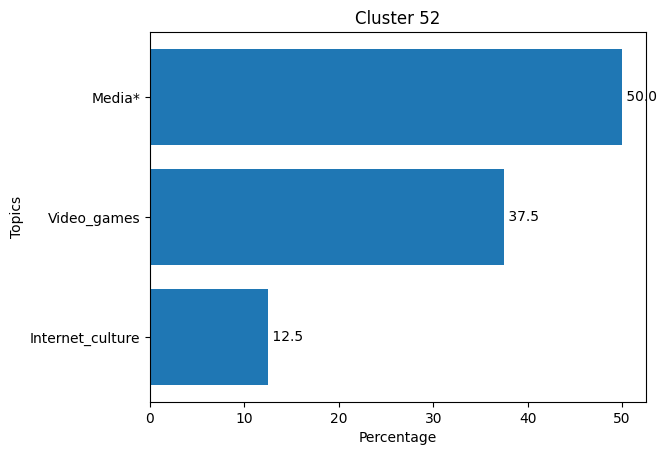 Cluster 52
Topics
Media*
50.0
Video_games
37.5
Internet_culture
12.5
0 10 20 30 40 50
Percentage